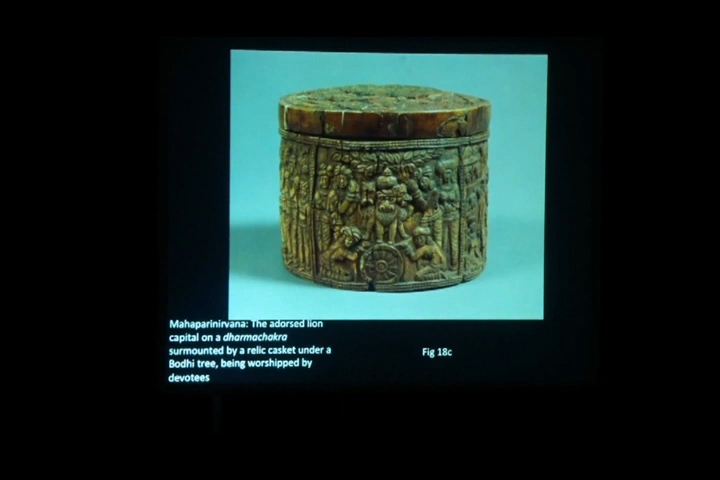 Mahaparinirvana: The adorsed lion
capital on a dharmachakra
surmounted by a relic casket under a
Bodhi tree, being worshipped by
devotees
Fig 18c